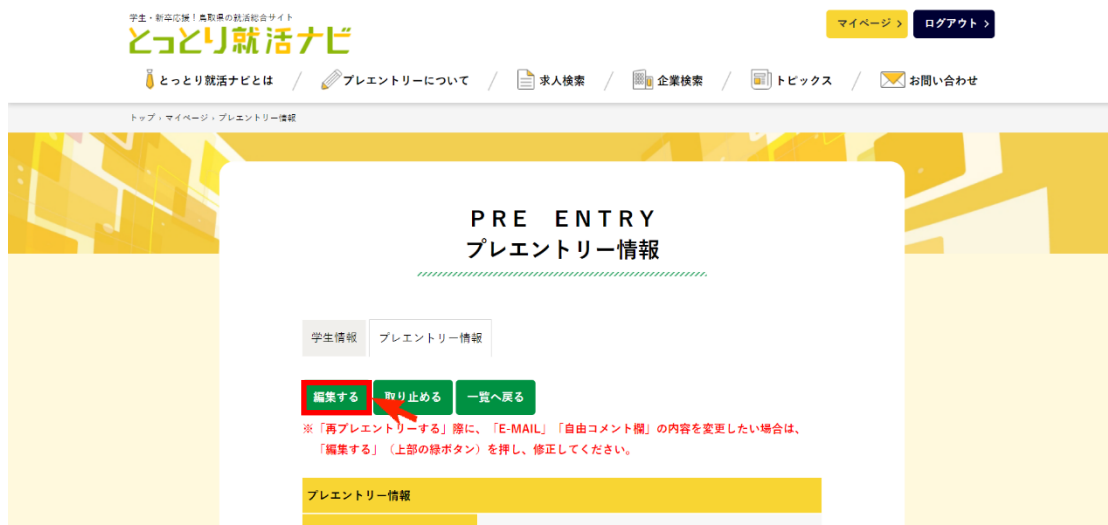 学生・新卒応援!鳥取県の就活総合サイト
とっとり就活ナビ
マイページ ›
ログアウト ›
とっとり就活ナビとは / プレエントリーについて / 求人検索 / 企業検索 / トピックス / お問い合わせ
トップ › マイページ › プレエントリー情報
PRE ENTRY
プレエントリー情報
学生情報
プレエントリー情報
編集する
取り止める
一覧へ戻る
※「再プレエントリーする」際に、「E-MAIL」「自由コメント欄」の内容を変更したい場合は、
「編集する」(上部の緑ボタン)を押し、修正してください。
プレエントリー情報